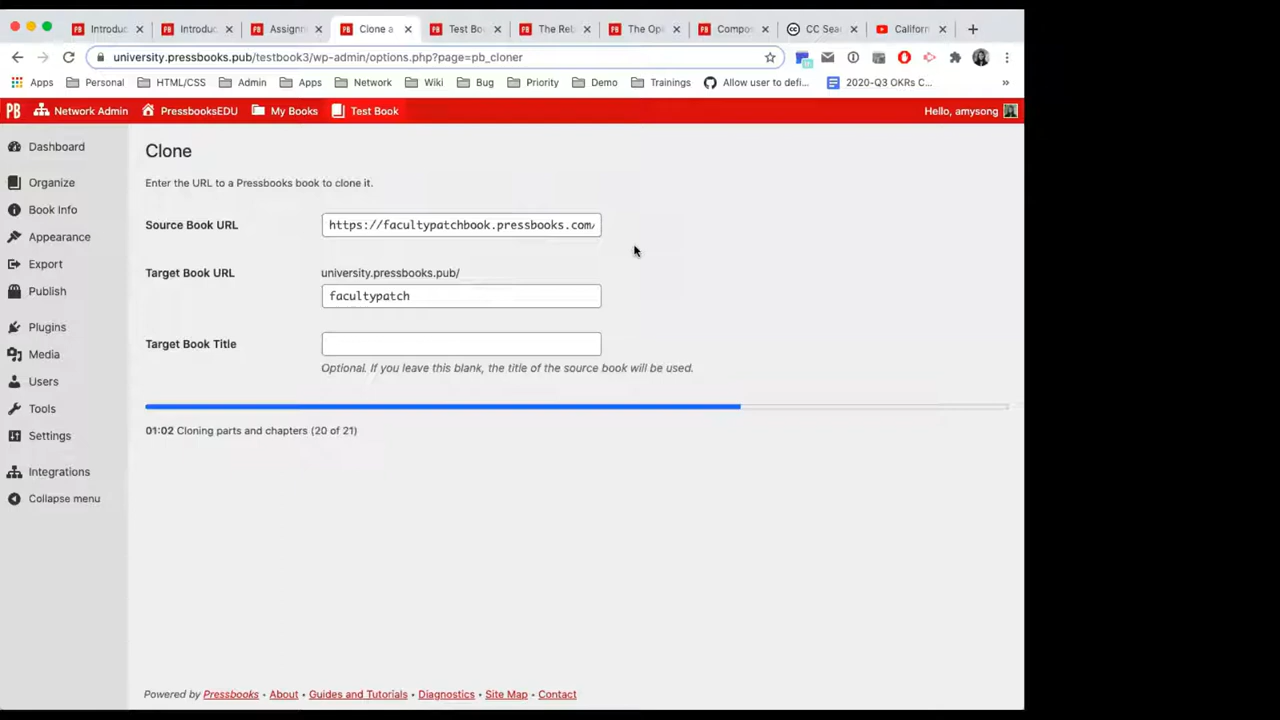 Introduc
Introduc
Assignm
Clone a
Test Bo
The Reb
The Ope
Compos
CC Sear
Californ
university.pressbooks.pub/testbook3/wp-admin/options.php?page=pb_cloner
Apps
Personal
HTML/CSS
Admin
Apps
Network
Wiki
Bug
Priority
Demo
Trainings
Allow user to defi...
2020-Q3 OKRs C...
»
PB
Network Admin
PressbooksEDU
My Books
Test Book
Hello, amysong
Dashboard
Organize
Book Info
Appearance
Export
Publish
Plugins
Media
Users
Tools
Settings
Integrations
Collapse menu
Clone
Enter the URL to a Pressbooks book to clone it.
Source Book URL
https://facultypatchbook.pressbooks.com/
Target Book URL
university.pressbooks.pub/
facultypatch
Target Book Title
Optional. If you leave this blank, the title of the source book will be used.
01:02 Cloning parts and chapters (20 of 21)
Powered by Pressbooks • About • Guides and Tutorials • Diagnostics • Site Map • Contact